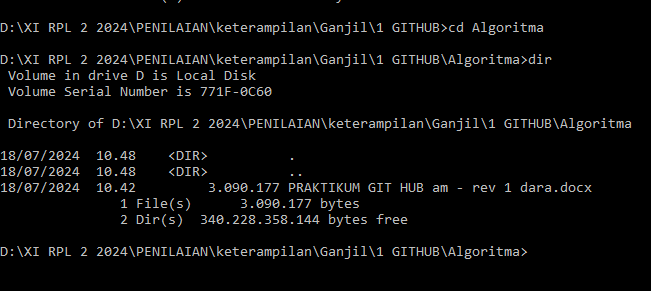 D:\XI RPL 2 2024\PENILAIAN\keterampilan\Ganjil\1 GITHUB>cd Algoritma
D:\XI RPL 2 2024\PENILAIAN\keterampilan\Ganjil\1 GITHUB\Algoritma>dir
 Volume in drive D is Local Disk
 Volume Serial Number is 771F-0C60
 Directory of D:\XI RPL 2 2024\PENILAIAN\keterampilan\Ganjil\1 GITHUB\Algoritma
18/07/2024  10.48    <DIR>          .
18/07/2024  10.48    <DIR>          ..
18/07/2024  10.42         3.090.177 PRAKTIKUM GIT HUB am - rev 1 dara.docx
               1 File(s)      3.090.177 bytes
               2 Dir(s)  340.228.358.144 bytes free
D:\XI RPL 2 2024\PENILAIAN\keterampilan\Ganjil\1 GITHUB\Algoritma>